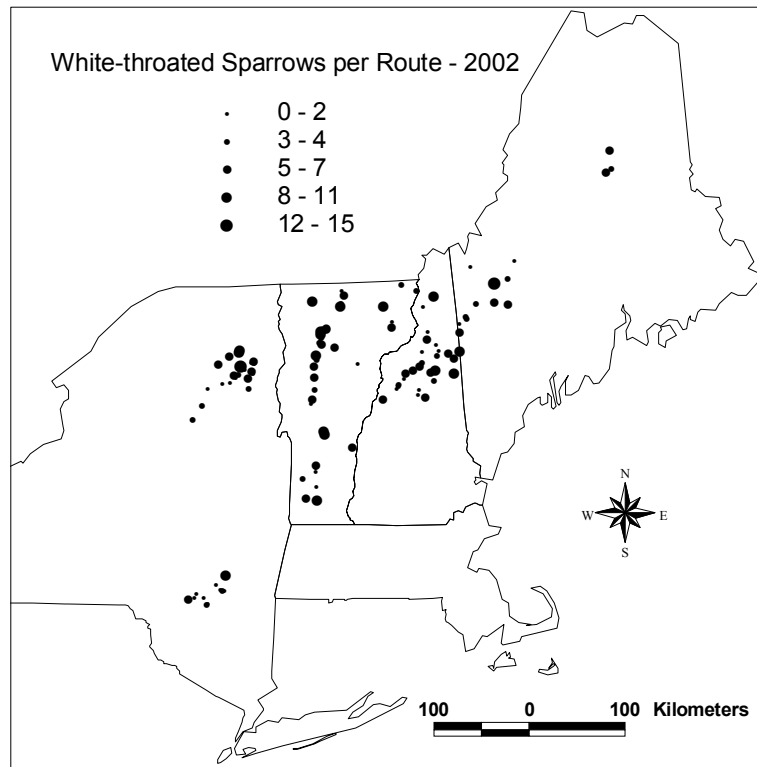 White-throated Sparrows per Route - 2002
0 - 2
3 - 4
5 - 7
8 - 11
12 - 15
N
W E
S
100 0 100 Kilometers